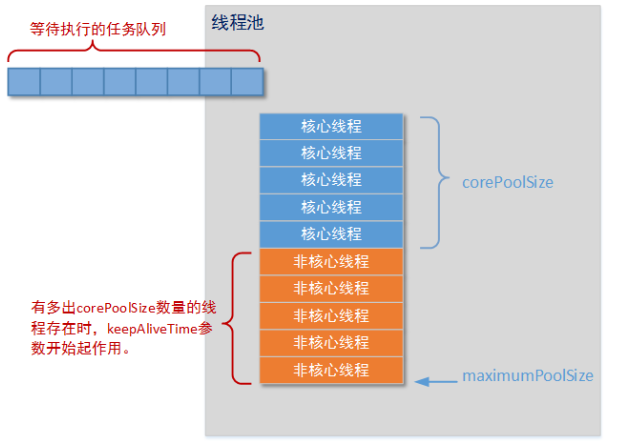 等待执行的任务队列
线程池
核心线程
核心线程
核心线程
核心线程
核心线程
corePoolSize
非核心线程
非核心线程
非核心线程
非核心线程
非核心线程
有多出corePoolSize数量的线
程存在时，keepAliveTime参
数开始起作用。
maximumPoolSize